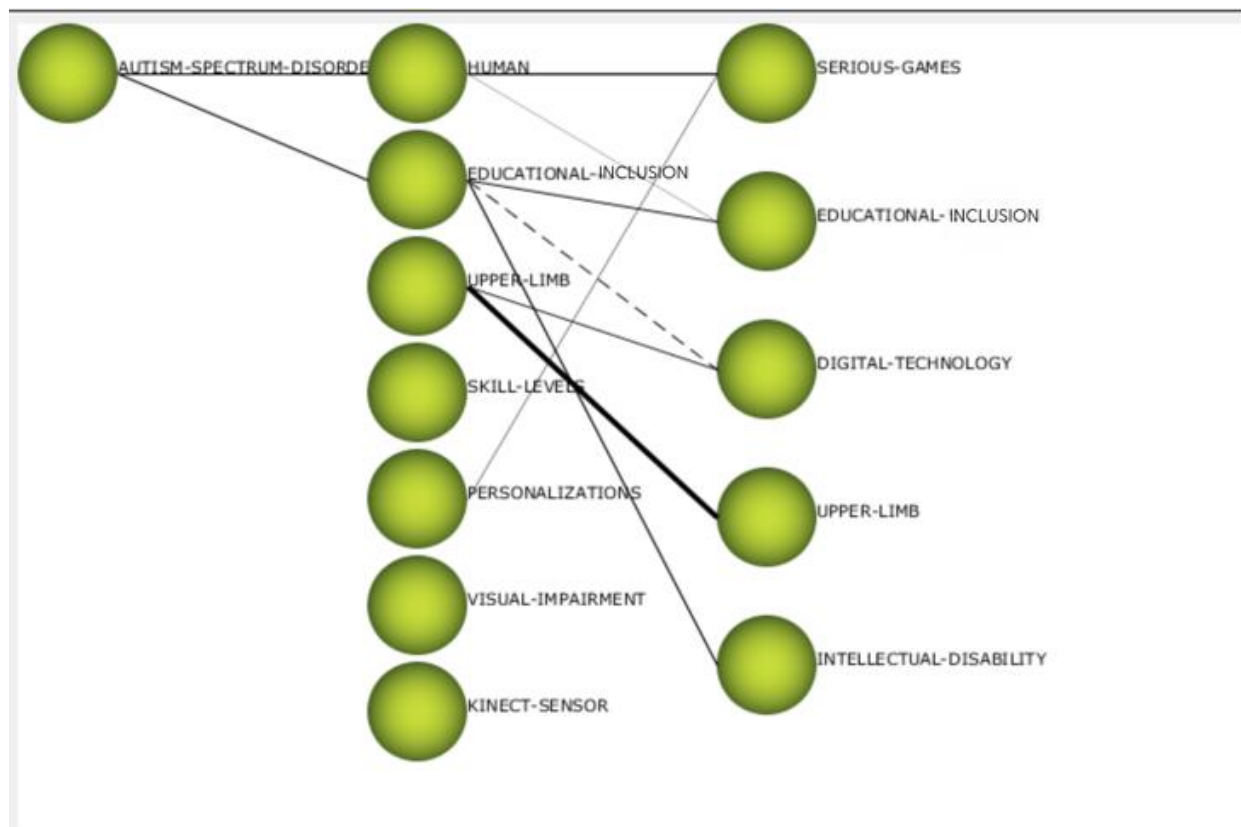 AUTISM-SPECTRUM-DISORDE
HUMAN
SERIOUS-GAMES
EDUCATIONAL-INCLUSION
EDUCATIONAL-INCLUSION
UPPER-LIMB
DIGITAL-TECHNOLOGY
SKILL-LEVELS
PERSONALIZATIONS
UPPER-LIMB
VISUAL-IMPAIRMENT
INTELLECTUAL-DISABILITY
KINECT-SENSOR